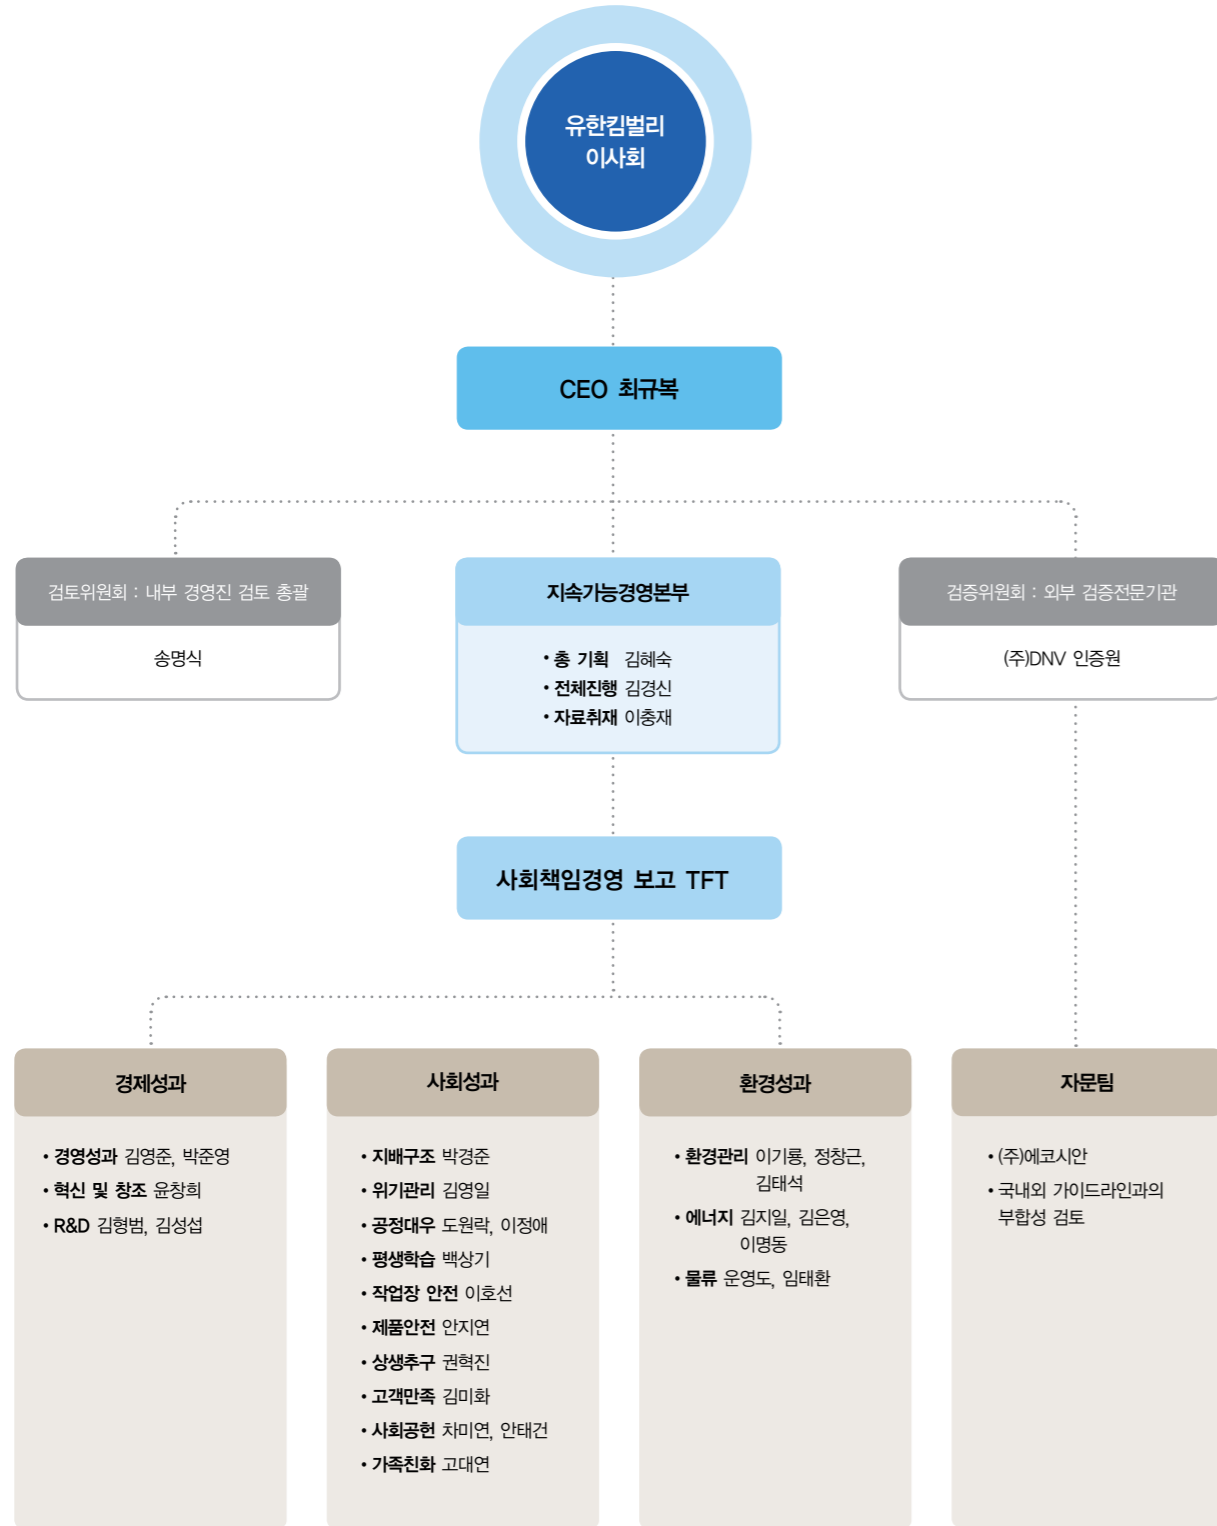 유한킴벌리
이사회
CEO 최규복
검토위원회 : 내부 경영진 검토 총괄
송명식
지속가능경영본부
• 총 기획 김혜숙
• 전체진행 김경신
• 자료취재 이충재
검증위원회 : 외부 검증전문기관
(주)DNV 인증원
사회책임경영 보고 TFT
경제성과
• 경영성과 김영준, 박준영
• 혁신 및 창조 윤창희
• R&D 김형범, 김성섭
사회성과
• 지배구조 박경준
• 위기관리 김영일
• 공정대우 도원락, 이정애
• 평생학습 백상기
• 작업장 안전 이호선
• 제품안전 안지연
• 상생추구 권혁진
• 고객만족 김미화
• 사회공헌 차미연, 안태건
• 가족친화 고대연
환경성과
• 환경관리 이기룡, 정창근,
김태석
• 에너지 김지일, 김은영,
이명동
• 물류 운영도, 임태환
자문팀
• (주)에코시안
• 국내외 가이드라인과의
부합성 검토